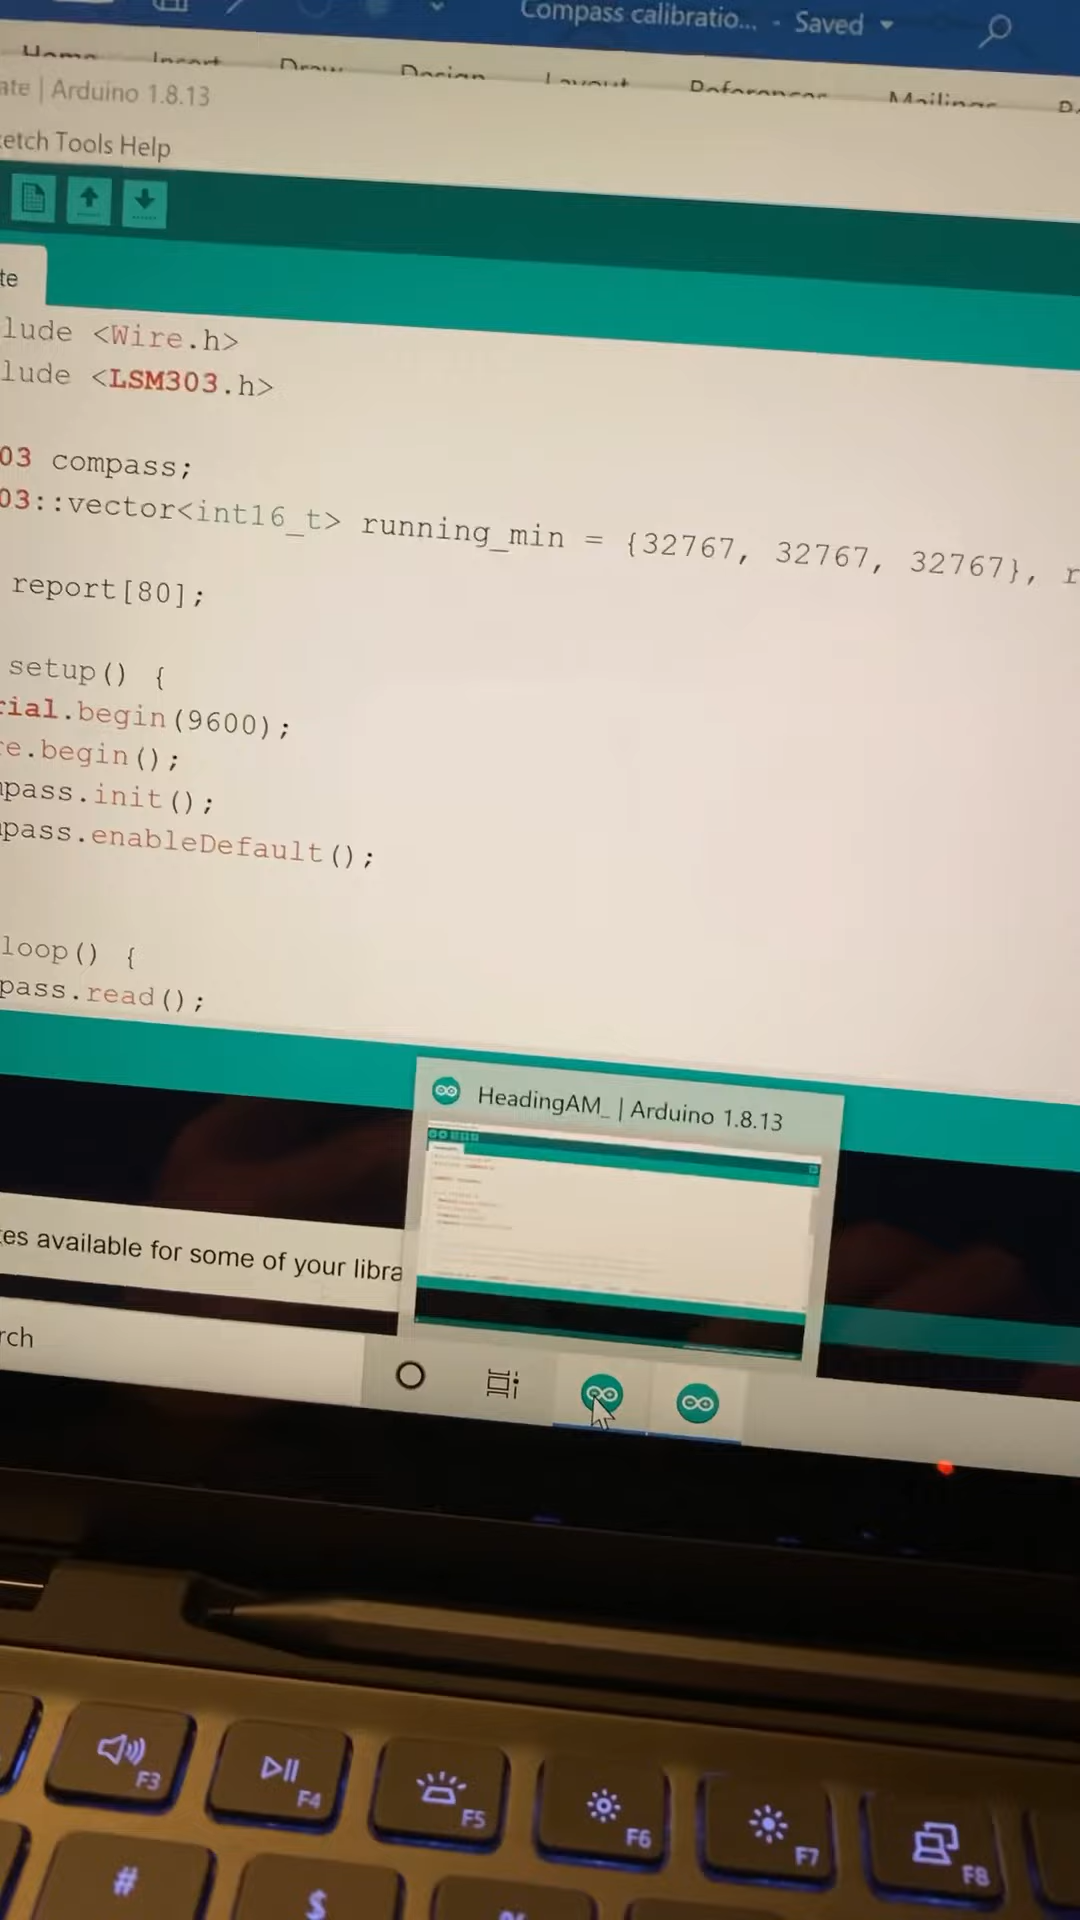 Compass calibratio... - Saved
Home Insert Draw Design Layout References Mailings
ate | Arduino 1.8.13
etch Tools Help
te
lude <Wire.h>
lude <LSM303.h>
03 compass;
03::vector<int16_t> running_min = {32767, 32767, 32767}, r
report[80];
setup() {
rial.begin(9600);
re.begin();
pass.init();
pass.enableDefault();
loop() {
pass.read();
HeadingAM_ | Arduino 1.8.13
es available for some of your libra
rch
F3
F4
F5
F6
F7
F8
#
$